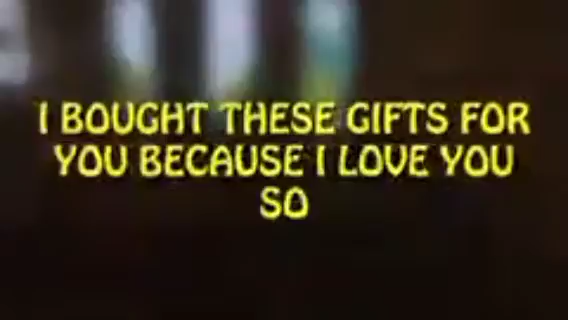 I BOUGHT THESE GIFTS FOR
YOU BECAUSE I LOVE YOU
SO